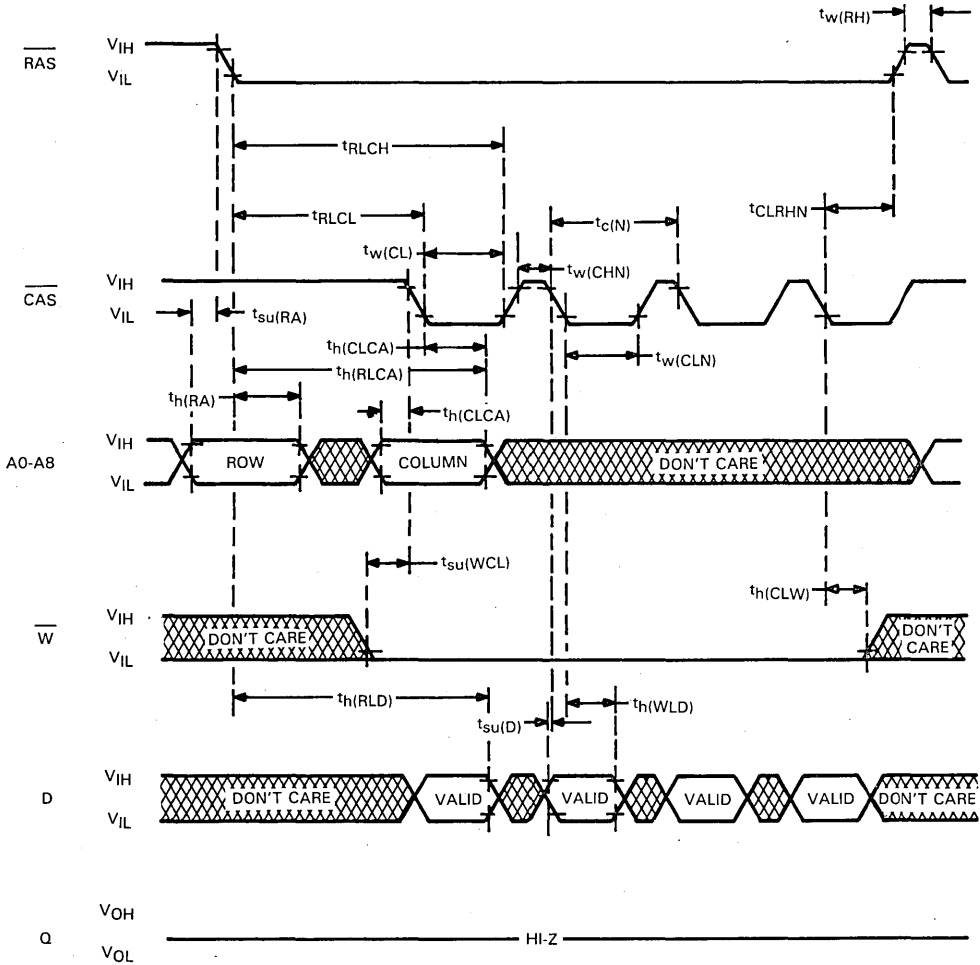 tw(RH)
RAS
VIH
VIL
tRLCH
tRLCL
tc(N)
tCLRHN
tw(CL)
tw(CHN)
CAS
VIH
VIL
tsu(RA)
th(CLCA)
tw(CLN)
th(RLCA)
th(RA)
th(CLCA)
A0-A8
VIH
VIL
ROW
COLUMN
DON'T CARE
tsu(WCL)
th(CLW)
W
VIH
VIL
DON'T CARE
DON'T
CARE
th(RLD)
tsu(D)
th(WLD)
D
VIH
VIL
DON'T CARE
VALID
VALID
VALID
VALID
DON'T CARE
Q
VOH
VOL
HI-Z